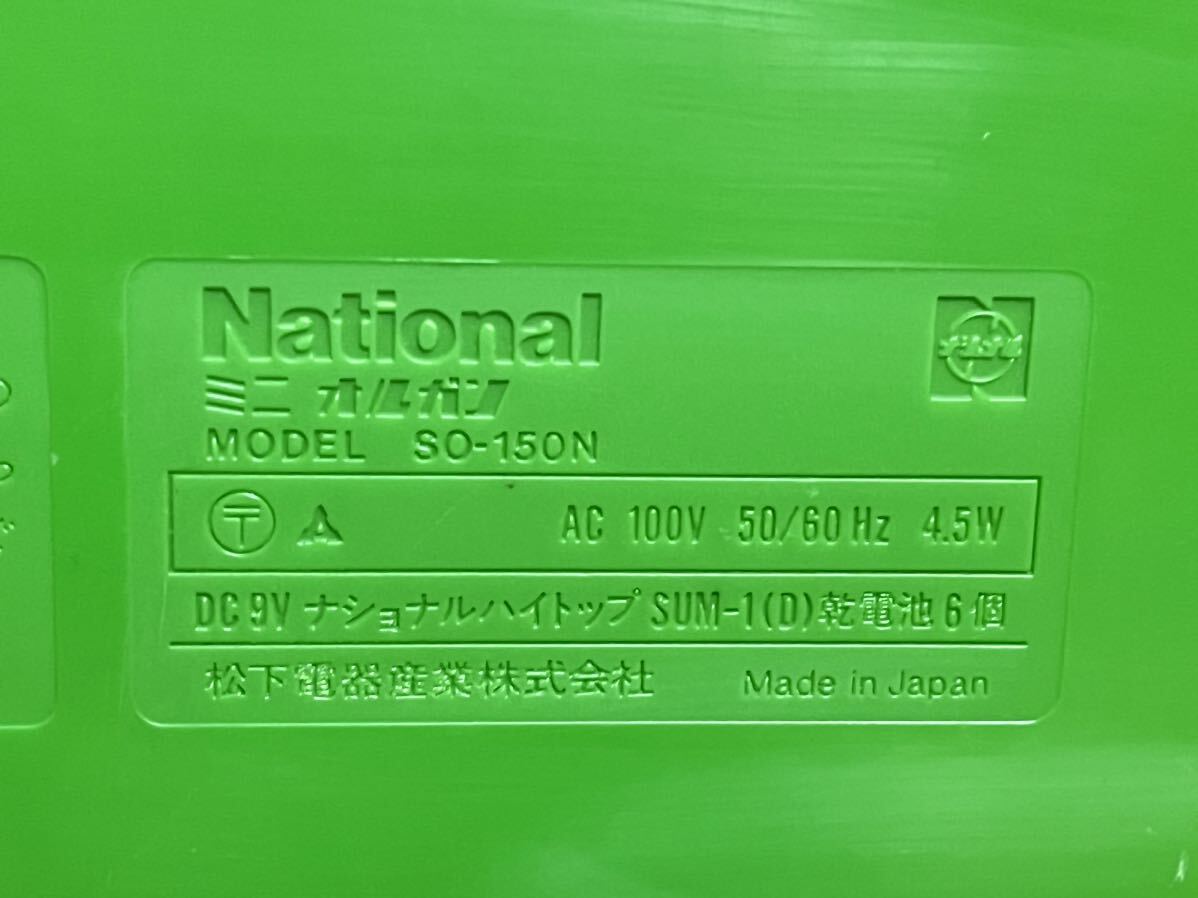 National
ミニ オルガン
MODEL SO-150N
〒 AC 100V 50/60Hz 4.5W
DC 9V ナショナルハイトップ SUM-1(D)乾電池6個
松下電器産業株式会社 Made in Japan